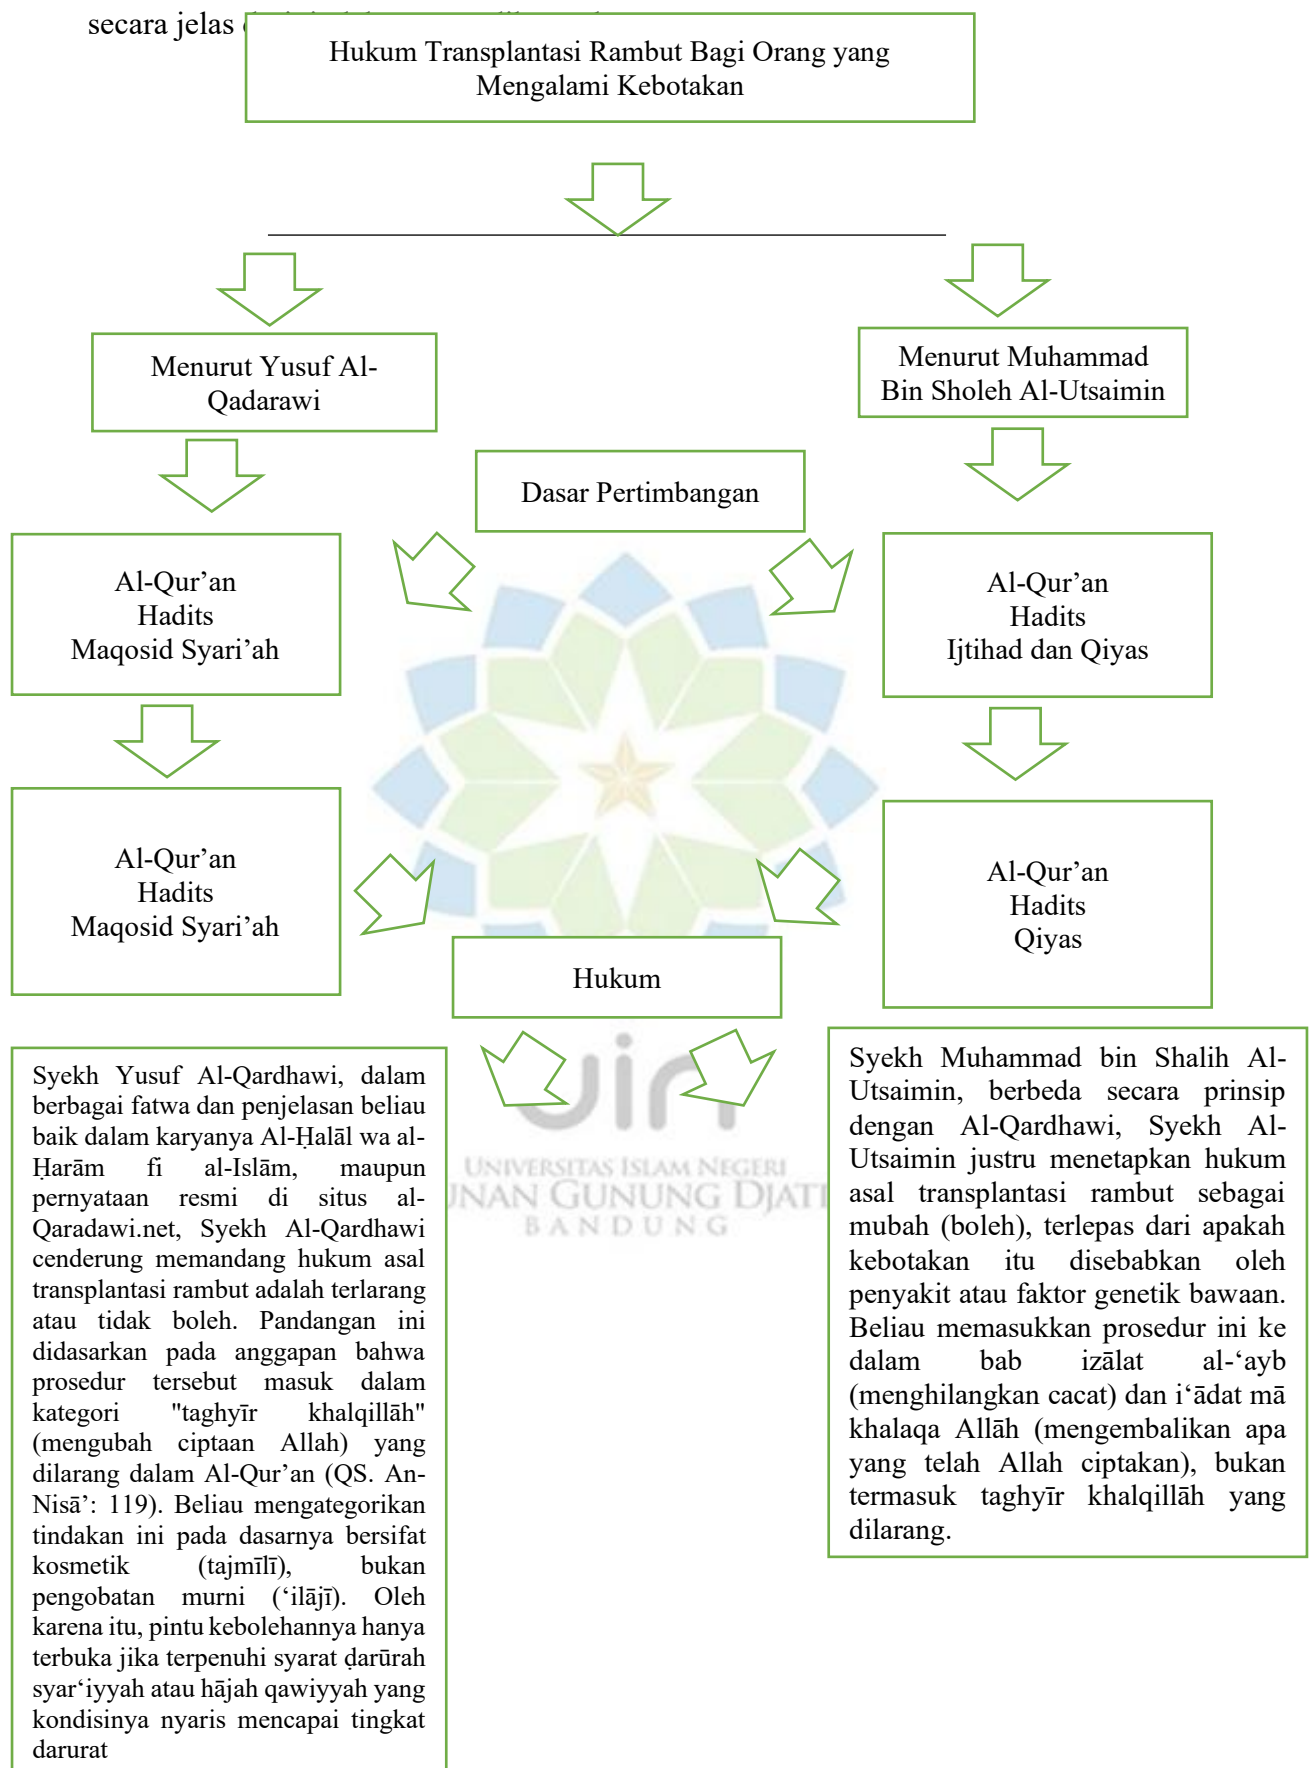 secara jelas
Hukum Transplantasi Rambut Bagi Orang yang
Mengalami Kebotakan
Menurut Yusuf Al-
Qadarawi
Menurut Muhammad
Bin Sholeh Al-Utsaimin
Dasar Pertimbangan
Al-Qur’an
Hadits
Maqosid Syari’ah
Al-Qur’an
Hadits
Ijtihad dan Qiyas
Al-Qur’an
Hadits
Maqosid Syari’ah
Al-Qur’an
Hadits
Qiyas
Hukum
Syekh Yusuf Al-Qardhawi, dalam
berbagai fatwa dan penjelasan beliau
baik dalam karyanya Al-Ḥalāl wa al-
Ḥarām fi al-Islām, maupun
pernyataan resmi di situs al-
Qaradawi.net, Syekh Al-Qardhawi
cenderung memandang hukum asal
transplantasi rambut adalah terlarang
atau tidak boleh. Pandangan ini
didasarkan pada anggapan bahwa
prosedur tersebut masuk dalam
kategori "taghyīr khalqillāh"
(mengubah ciptaan Allah) yang
dilarang dalam Al-Qur’an (QS. An-
Nisā’: 119). Beliau mengategorikan
tindakan ini pada dasarnya bersifat
kosmetik (tajmīlī), bukan
pengobatan murni (‘ilājī). Oleh
karena itu, pintu kebolehannya hanya
terbuka jika terpenuhi syarat ḍarūrah
syar‘iyyah atau hājah qawiyyah yang
kondisinya nyaris mencapai tingkat
darurat
Syekh Muhammad bin Shalih Al-
Utsaimin, berbeda secara prinsip
dengan Al-Qardhawi, Syekh Al-
Utsaimin justru menetapkan hukum
asal transplantasi rambut sebagai
mubah (boleh), terlepas dari apakah
kebotakan itu disebabkan oleh
penyakit atau faktor genetik bawaan.
Beliau memasukkan prosedur ini ke
dalam bab izālat al-‘ayb
(menghilangkan cacat) dan i‘ādat mā
khalaqa Allāh (mengembalikan apa
yang telah Allah ciptakan), bukan
termasuk taghyīr khalqillāh yang
dilarang.
uin
UNIVERSITAS ISLAM NEGERI
UNAN GUNUNG DJATI
BANDUNG